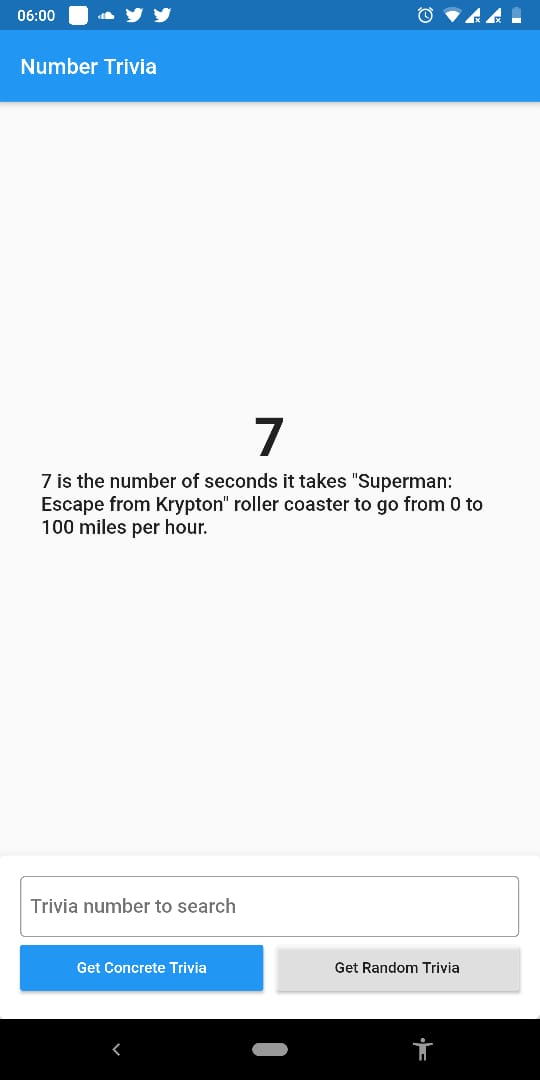 06:00
Number Trivia
7
7 is the number of seconds it takes "Superman:
Escape from Krypton" roller coaster to go from 0 to
100 miles per hour.
Trivia number to search
Get Concrete Trivia
Get Random Trivia